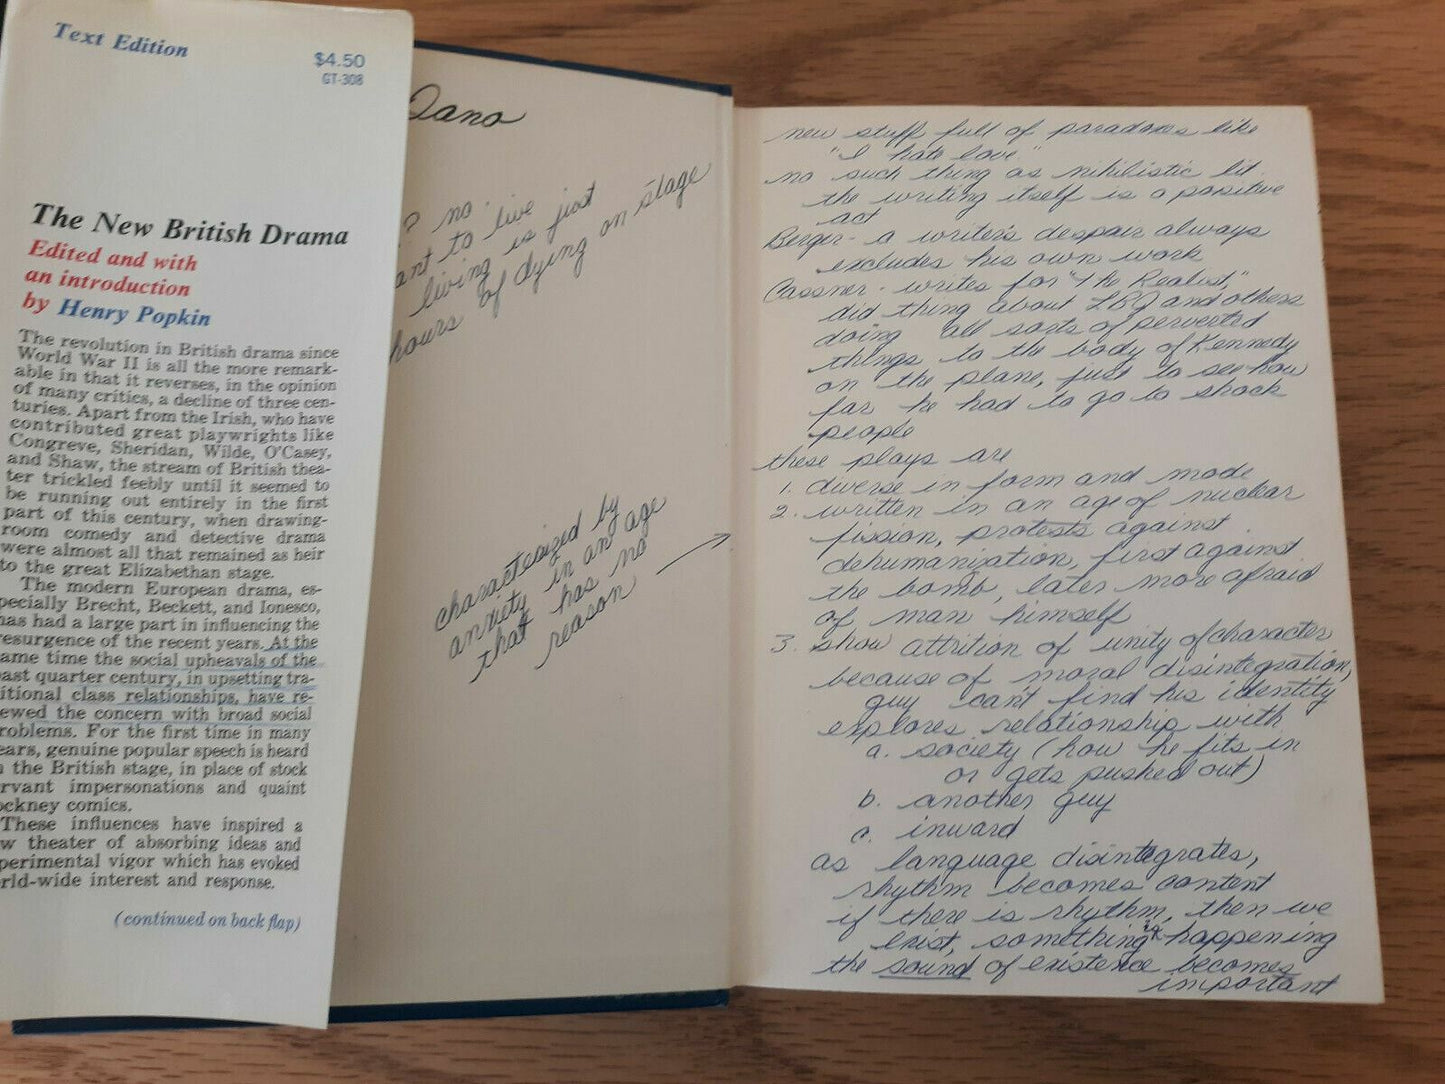 Text Edition
$4.50
GT-308
The New British Drama
Edited and with
an introduction
by Henry Popkin
The revolution in British drama since
World War II is all the more remark-
able in that it reverses, in the opinion
of many critics, a decline of three cen-
turies. Apart from the Irish, who have
contributed great playwrights like
Congreve, Sheridan, Wilde, O'Casey,
and Shaw, the stream of British thea-
ter trickled feebly until it seemed to
be running out entirely in the first
part of this century, when drawing-
room comedy and detective drama
were almost all that remained as heir
to the great Elizabethan stage.
The modern European drama, es-
pecially Brecht, Beckett, and Ionesco,
has had a large part in influencing the
resurgence of the recent years. At the
ame time the social upheavals of the
ast quarter century, in upsetting tra-
itional class relationships, have re-
ewed the concern with broad social
roblems. For the first time in many
ears, genuine popular speech is heard
the British stage, in place of stock
rvant impersonations and quaint
ockney comics.
These influences have inspired a
w theater of absorbing ideas and
perimental vigor which has evoked
rld-wide interest and response.
(continued on back flap)
? no.
ant to live
living is just
hours of dying on stage
characterized by
anxiety in an age
that has no
reason
new stuff full of paradoxes like
"I hate love"
no such thing as nihilistic lit.
the writing itself is a positive
act
Berger - a writer's despair always
excludes his own work
Cassner - writes for "The Realist,"
did thing about LBJ and others
doing all sorts of perverted
things to the body of Kennedy
on the plane, just to see how
far he had to go to shock
people
these plays are
1. diverse in form and mode
2. written in an age of nuclear
fission, protests against
dehumanization, first against
the bomb, later more afraid
of man himself
3. show attrition of unity of character
because of moral disintegration,
guy can't find his identity
explores relationship with
a. society (how he fits in
or gets pushed out)
b. another guy
c. inward
as language disintegrates,
rhythm becomes content
if there is rhythm, then we
exist, something is happening
the sound of existence becomes
important